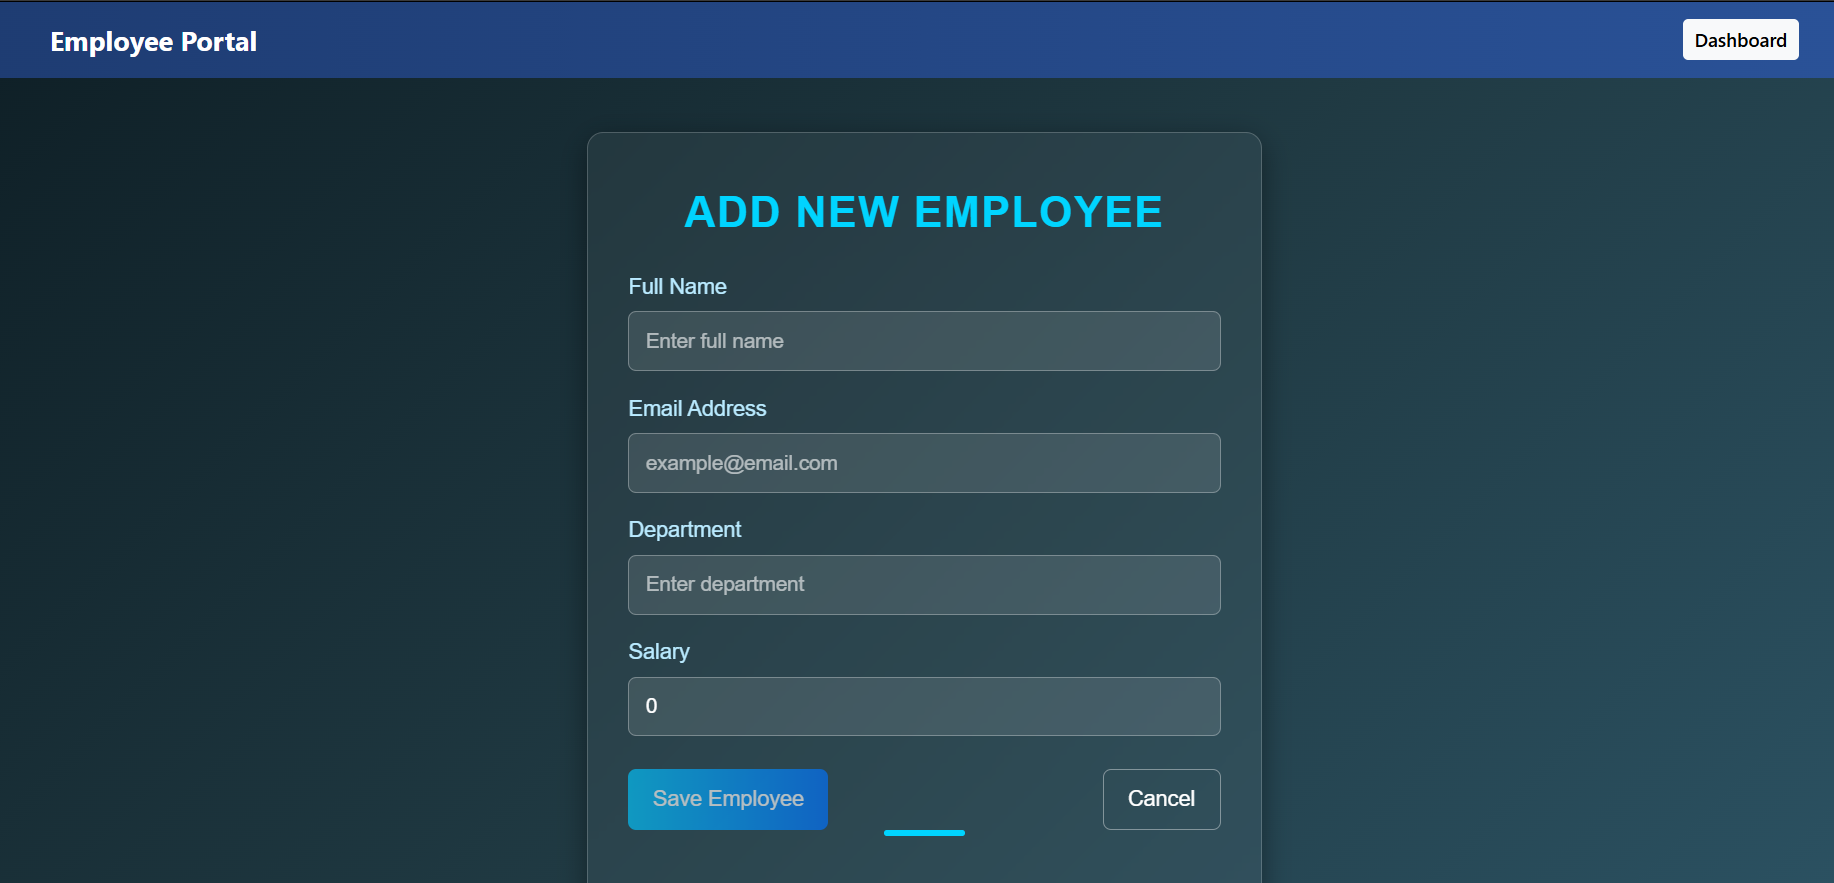 Employee Portal
Dashboard
ADD NEW EMPLOYEE
Full Name
Enter full name
Email Address
example@email.com
Department
Enter department
Salary
0
Save Employee
Cancel